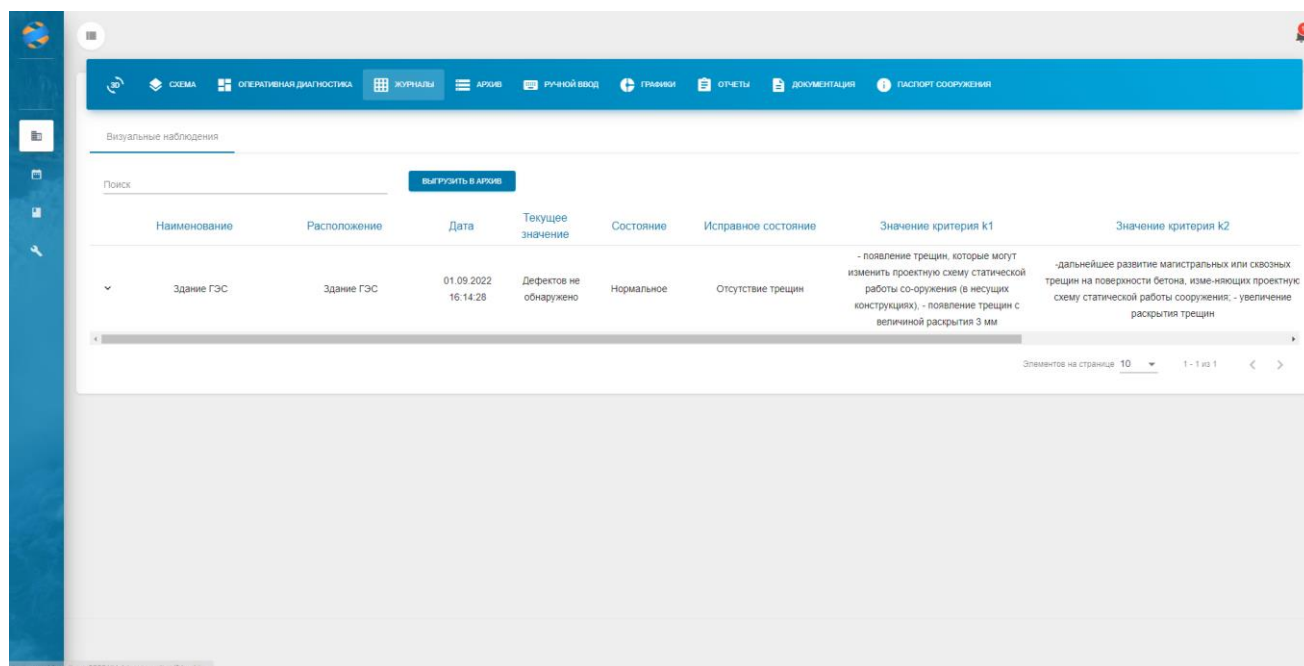 3D СХЕМА ОПЕРАТИВНАЯ ДИАГНОСТИКА ЖУРНАЛЫ АРХИВ РУЧНОЙ ВВОД ГРАФИКИ ОТЧЕТЫ ДОКУМЕНТАЦИЯ ПАСПОРТ СООРУЖЕНИЯ
Визуальные наблюдения
Поиск
ВЫГРУЗИТЬ В АРХИВ
Наименование
Расположение
Дата
Текущее
значение
Состояние
Исправное состояние
Значение критерия k1
Значение критерия k2
Здание ГЭС
Здание ГЭС
01.09.2022
16:14:28
Дефектов не
обнаружено
Нормальное
Отсутствие трещин
- появление трещин, которые могут
изменить проектную схему статической
работы со-оружения (в несущих
конструкциях), - появление трещин с
величиной раскрытия 3 мм
-дальнейшее развитие магистральных или сквозных
трещин на поверхности бетона, изме-няющих проектную
схему статической работы сооружения; - увеличение
раскрытия трещин
Элементов на странице 10 1 - 1 из 1